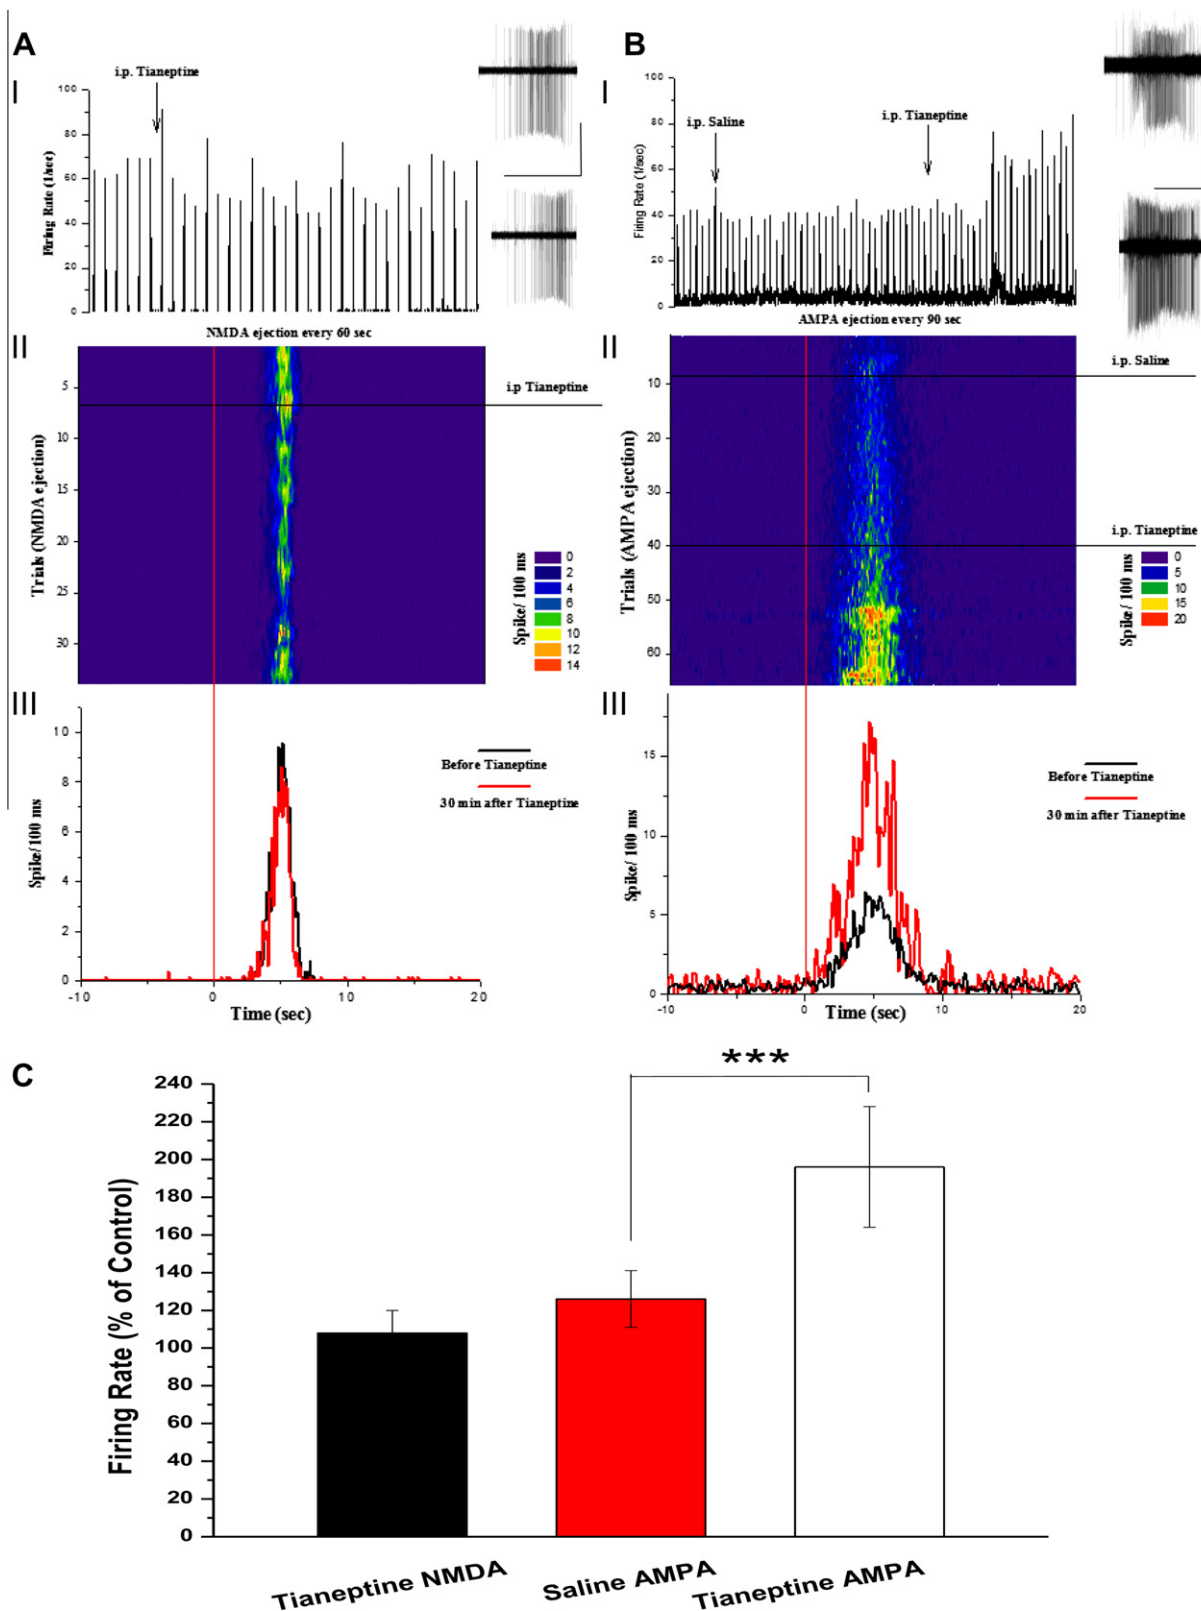 A
I
i.p. Tianeptine
Firing Rate (1/sec)
100
80
60
40
20
0
NMDA ejection every 60 sec
II
Trials (NMDA ejection)
5
10
15
20
25
30
i.p Tianeptine
Spike/ 100 ms
0
2
4
6
8
10
12
14
III
Spike/100 ms
10
8
6
4
2
0
Before Tianeptine
30 min after Tianeptine
-10
0
10
20
Time (sec)
B
I
i.p. Saline
i.p. Tianeptine
Firing Rate (1/sec)
100
80
60
40
20
0
AMPA ejection every 90 sec
II
Trials (AMPA ejection)
10
20
30
40
50
60
i.p. Saline
i.p. Tianeptine
Spike/ 100 ms
0
5
10
15
20
III
Spike/ 100 ms
15
10
5
0
Before Tianeptine
30 min after Tianeptine
-10
0
10
20
Time (sec)
C
***
Firing Rate (% of Control)
240
220
200
180
160
140
120
100
80
60
40
20
0
Tianeptine NMDA
Saline AMPA
Tianeptine AMPA